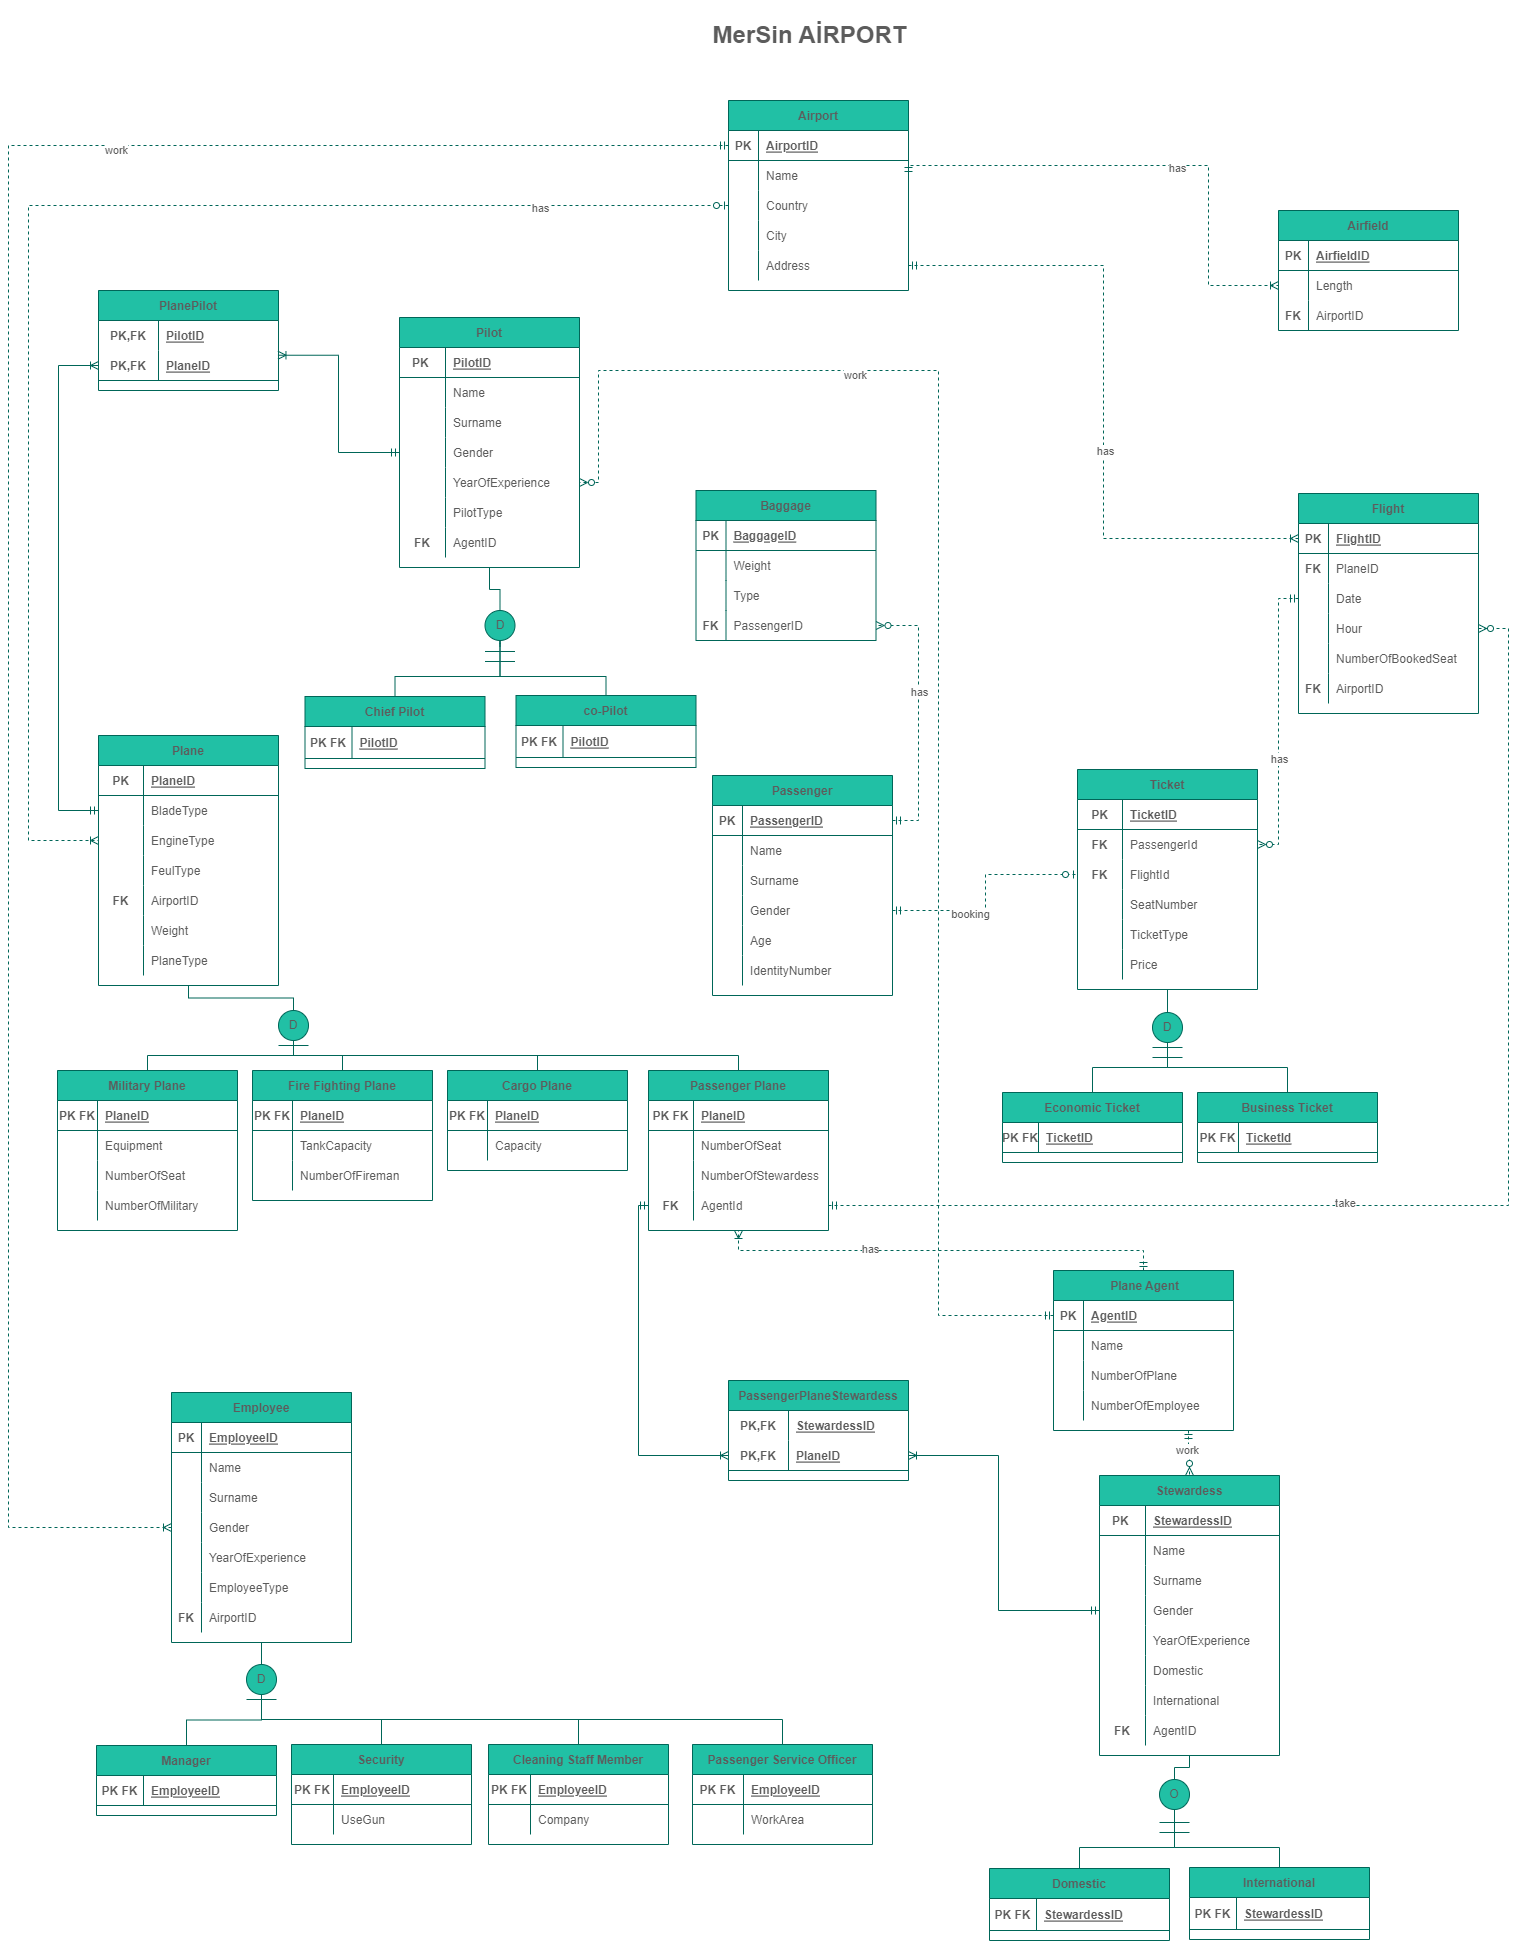 MerSin AİRPORT
Airport
PK AirportID
Name
Country
City
Address
work
has
has
Airfield
PK AirfieldID
Length
FK AirportID
PlanePilot
PK,FK PilotID
PK,FK PlaneID
Pilot
PK PilotID
Name
Surname
Gender
YearOfExperience
PilotType
FK AgentID
work
has
Baggage
PK BaggageID
Weight
Type
FK PassengerID
Flight
PK FlightID
FK PlaneID
Date
Hour
NumberOfBookedSeat
FK AirportID
D
has
Chief Pilot
PK FK PilotID
co-Pilot
PK FK PilotID
Plane
PK PlaneID
BladeType
EngineType
FeulType
FK AirportID
Weight
PlaneType
Passenger
PK PassengerID
Name
Surname
Gender
Age
IdentityNumber
has
booking
Ticket
PK TicketID
FK PassengerId
FK FlightId
SeatNumber
TicketType
Price
D
D
Military Plane
PK FK PlaneID
Equipment
NumberOfSeat
NumberOfMilitary
Fire Fighting Plane
PK FK PlaneID
TankCapacity
NumberOfFireman
Cargo Plane
PK FK PlaneID
Capacity
Passenger Plane
PK FK PlaneID
NumberOfSeat
NumberOfStewardess
FK AgentId
Economic Ticket
PK FK TicketID
Business Ticket
PK FK TicketId
take
has
Plane Agent
PK AgentID
Name
NumberOfPlane
NumberOfEmployee
PassengerPlaneStewardess
PK,FK StewardessID
PK,FK PlaneID
work
Employee
PK EmployeeID
Name
Surname
Gender
YearOfExperience
EmployeeType
FK AirportID
Stewardess
PK StewardessID
Name
Surname
Gender
YearOfExperience
Domestic
International
FK AgentID
D
Manager
PK FK EmployeeID
Security
PK FK EmployeeID
UseGun
Cleaning Staff Member
PK FK EmployeeID
Company
Passenger Service Officer
PK FK EmployeeID
WorkArea
O
Domestic
PK FK StewardessID
International
PK FK StewardessID